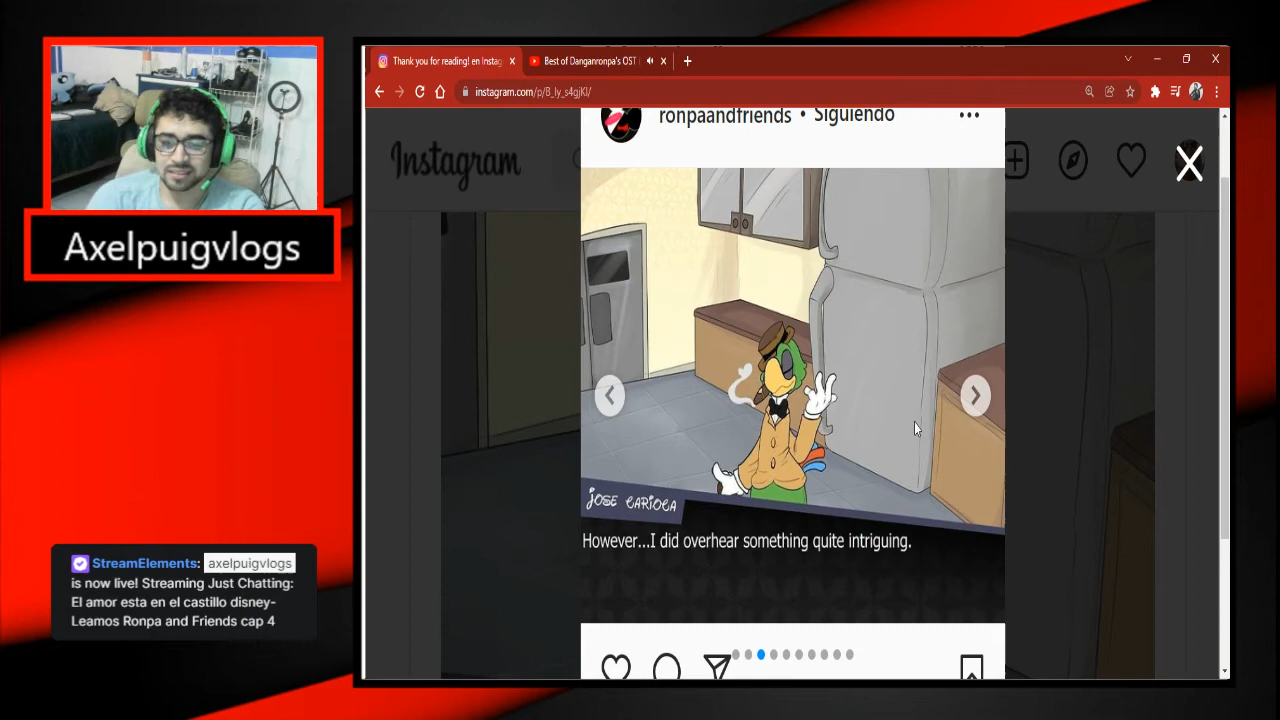 Thank you for reading! en Instag
Best of Danganronpa's OST
instagram.com/p/B_ly_s4gjKl/
ronpaandfriends • Siguiendo
Instagram
Axelpuigvlogs
JOSE CARIOCA
However...I did overhear something quite intriguing.
StreamElements: axelpuigvlogs
is now live! Streaming Just Chatting:
El amor esta en el castillo disney-
Leamos Ronpa and Friends cap 4